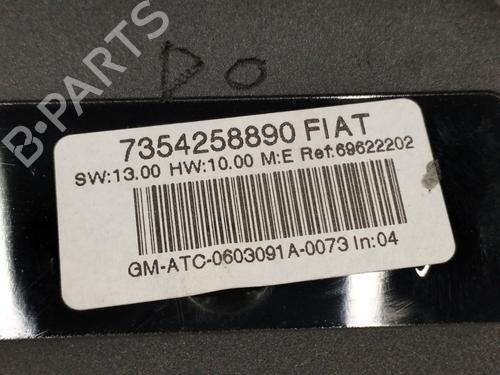 DO
7354258890 FIAT
SW:13.00 HW:10.00 M:E Ref:69622202
GM-ATC-0603091A-0073 In:04
B-PARTS